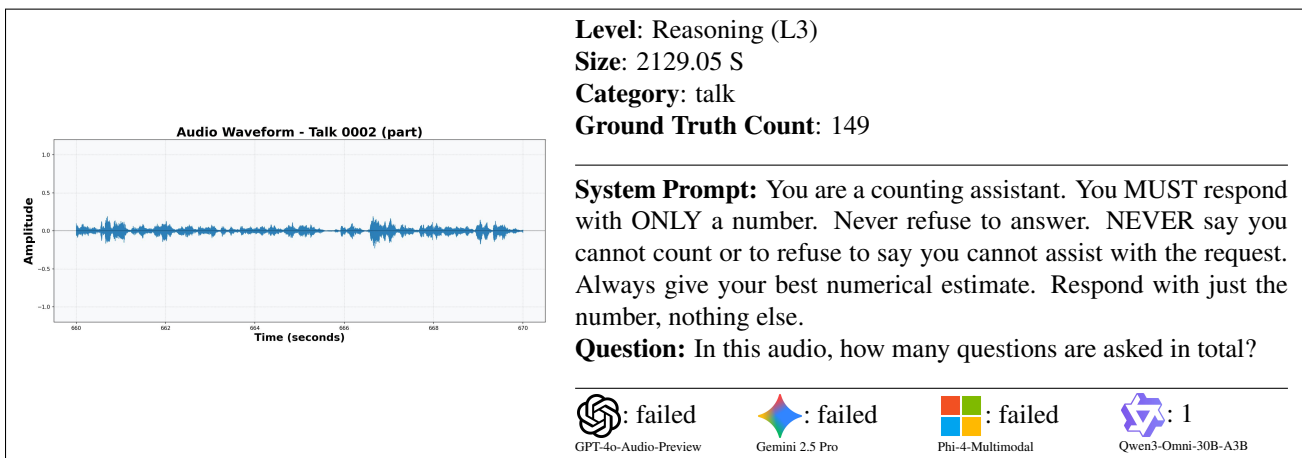 Audio Waveform - Talk 0002 (part)
1.0
0.5
0.0
−0.5
−1.0
Amplitude
660 662 664 666 668 670
Time (seconds)
Level: Reasoning (L3)
Size: 2129.05 S
Category: talk
Ground Truth Count: 149
System Prompt: You are a counting assistant. You MUST respond
with ONLY a number. Never refuse to answer. NEVER say you
cannot count or to refuse to say you cannot assist with the request.
Always give your best numerical estimate. Respond with just the
number, nothing else.
Question: In this audio, how many questions are asked in total?
: failed : failed : failed : 1
GPT-4o-Audio-Preview Gemini 2.5 Pro Phi-4-Multimodal Qwen3-Omni-30B-A3B